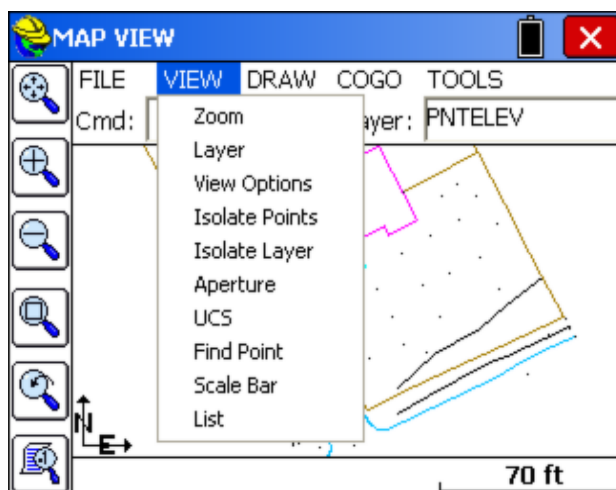 MAP VIEW
FILE VIEW DRAW COGO TOOLS
Cmd: ayer: PNTELEV
Zoom
Layer
View Options
Isolate Points
Isolate Layer
Aperture
UCS
Find Point
Scale Bar
List
N
E
70 ft